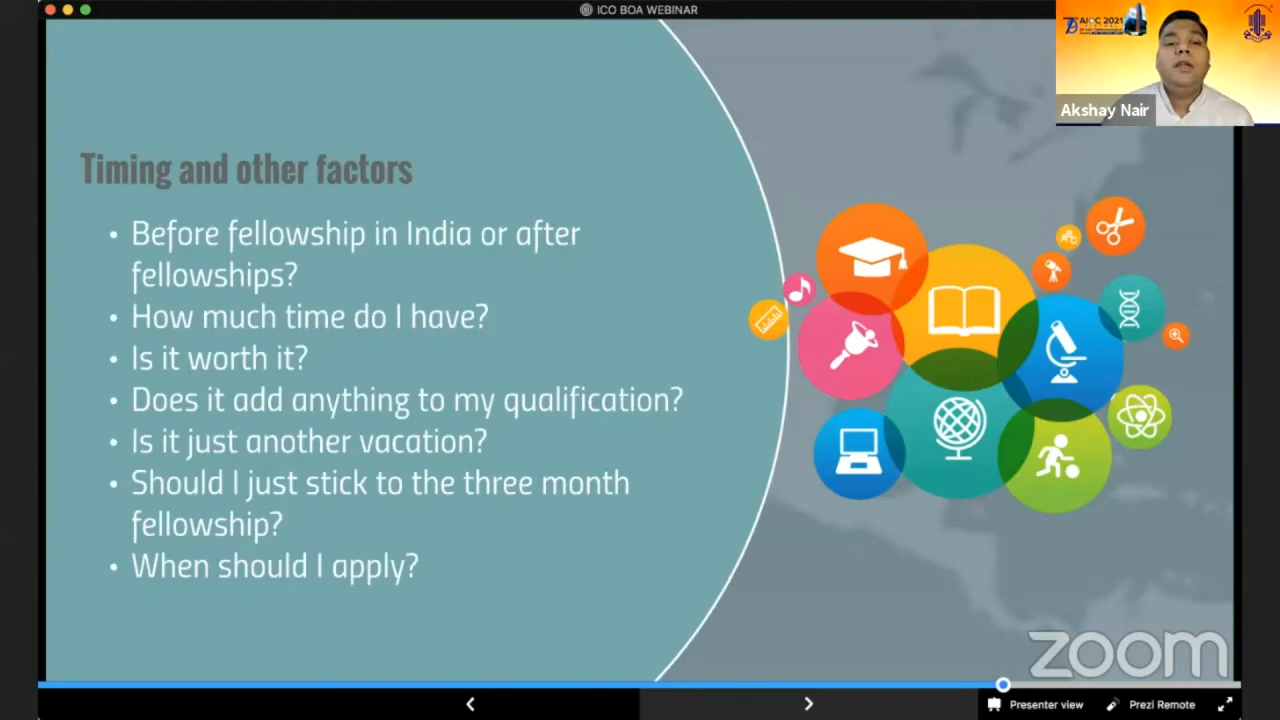 ICO BOA WEBINAR
AIOC 2021
Akshay Nair
Timing and other factors
• Before fellowship in India or after
fellowships?
• How much time do I have?
• Is it worth it?
• Does it add anything to my qualification?
• Is it just another vacation?
• Should I just stick to the three month
fellowship?
• When should I apply?
zoom
Presenter view
Prezi Remote